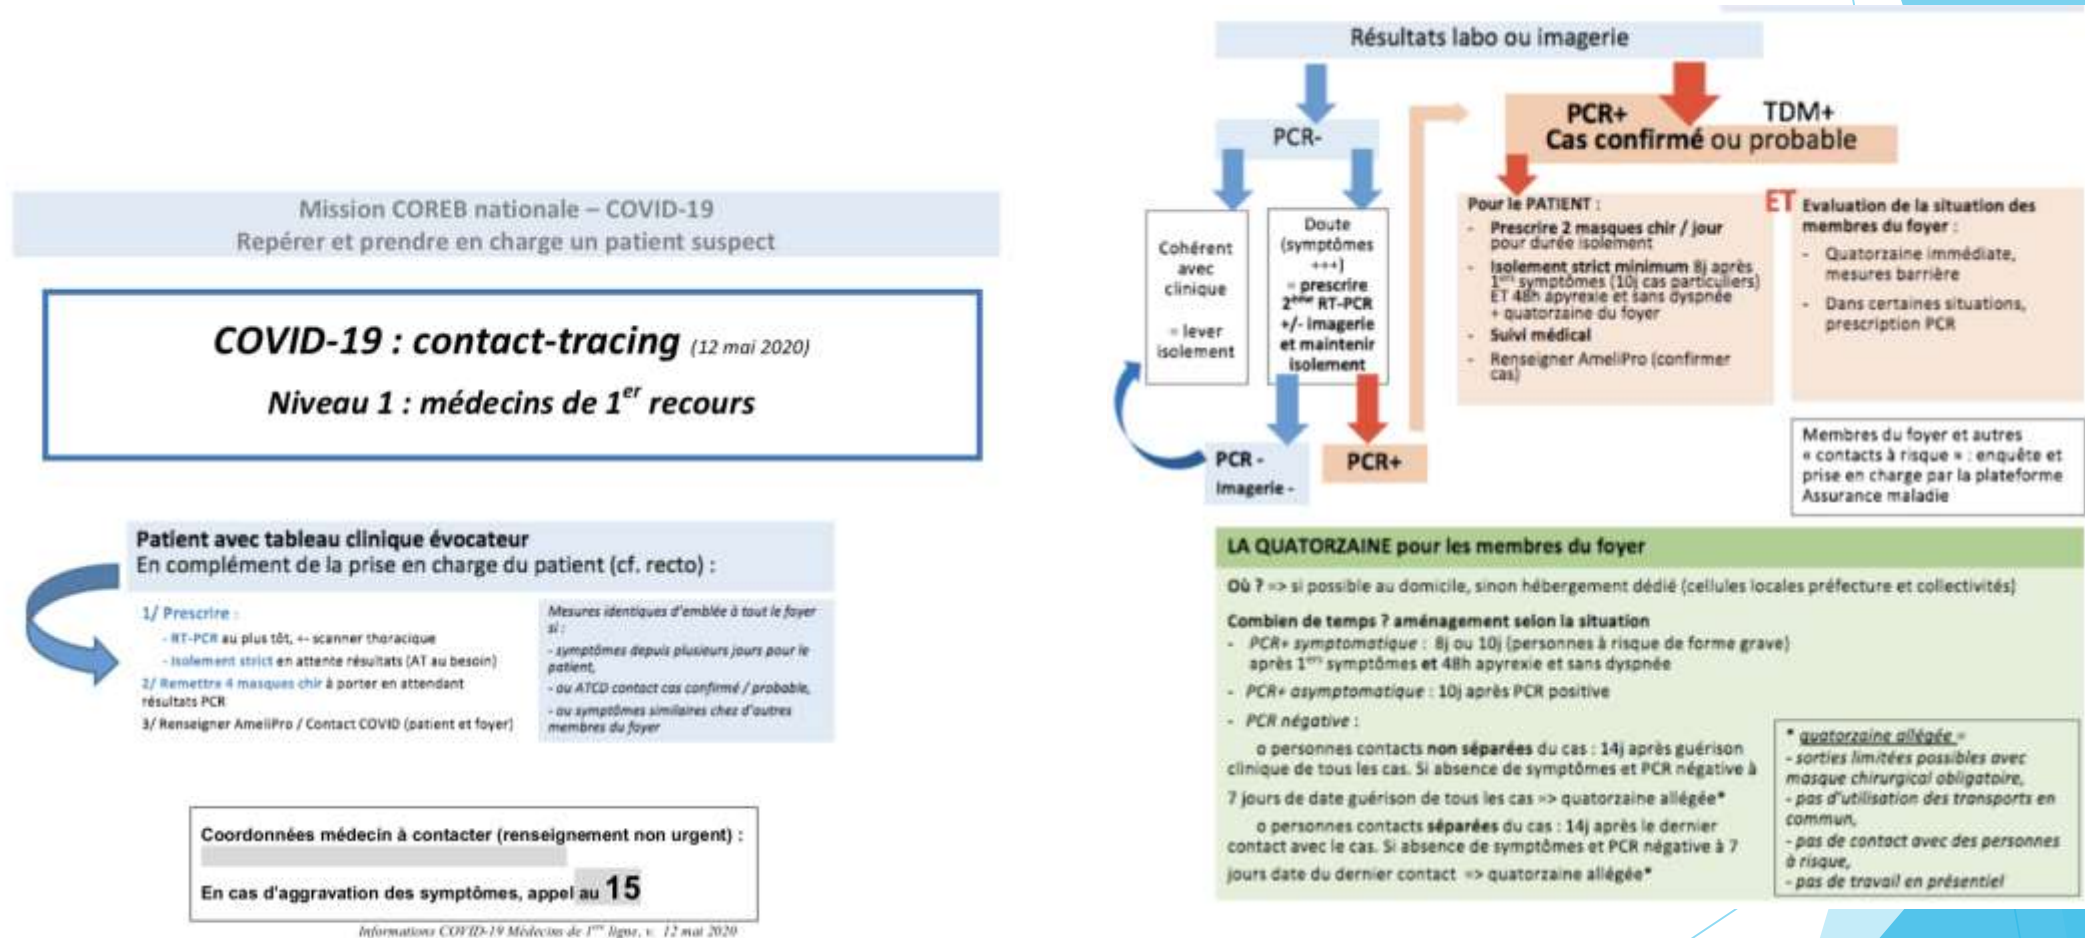 Mission COREB nationale – COVID-19
Repérer et prendre en charge un patient suspect
COVID-19 : contact-tracing (12 mai 2020)
Niveau 1 : médecins de 1er recours
Patient avec tableau clinique évocateur
En complément de la prise en charge du patient (cf. recto) :
1/ Prescrire :
- RT-PCR au plus tôt, +- scanner thoracique
- Isolement strict en attente résultats (AT au besoin)
2/ Remettre 4 masques chir à porter en attendant
résultats PCR
3/ Renseigner AmeliPro / Contact COVID (patient et foyer)
Mesures identiques d'emblée à tout le foyer
si :
- symptômes depuis plusieurs jours pour le
patient,
- ou ATCD contact cas confirmé / probable,
- ou symptômes similaires chez d'autres
membres du foyer
Coordonnées médecin à contacter (renseignement non urgent) :
En cas d'aggravation des symptômes, appel au 15
Informations COVID-19 Médecins de 1ère ligne, v. 12 mai 2020
Résultats labo ou imagerie
PCR-
PCR+ TDM+
Cas confirmé ou probable
Cohérent
avec
clinique
= lever
isolement
Doute
(symptômes
+++)
= prescrire
2ème RT-PCR
+/- imagerie
et maintenir
isolement
PCR -
Imagerie -
PCR+
Pour le PATIENT :
- Prescrire 2 masques chir / jour
pour durée isolement
- Isolement strict minimum 8j après
1ers symptômes (10j cas particuliers)
ET 48h apyrexie et sans dyspnée
+ quatorzaine du foyer
- Suivi médical
- Renseigner AmeliPro (confirmer
cas)
ET
Evaluation de la situation des
membres du foyer :
- Quatorzaine immédiate,
mesures barrière
- Dans certaines situations,
prescription PCR
Membres du foyer et autres
« contacts à risque » : enquête et
prise en charge par la plateforme
Assurance maladie
LA QUATORZAINE pour les membres du foyer
Où ? => si possible au domicile, sinon hébergement dédié (cellules locales préfecture et collectivités)
Combien de temps ? aménagement selon la situation
- PCR+ symptomatique : 8j ou 10j (personnes à risque de forme grave)
après 1ers symptômes et 48h apyrexie et sans dyspnée
- PCR+ asymptomatique : 10j après PCR positive
- PCR négative :
o personnes contacts non séparées du cas : 14j après guérison
clinique de tous les cas. Si absence de symptômes et PCR négative à
7 jours de date guérison de tous les cas => quatorzaine allégée*
o personnes contacts séparées du cas : 14j après le dernier
contact avec le cas. Si absence de symptômes et PCR négative à 7
jours date du dernier contact => quatorzaine allégée*
* quatorzaine allégée =
- sorties limitées possibles avec
masque chirurgical obligatoire,
- pas d'utilisation des transports en
commun,
- pas de contact avec des personnes
à risque,
- pas de travail en présentiel